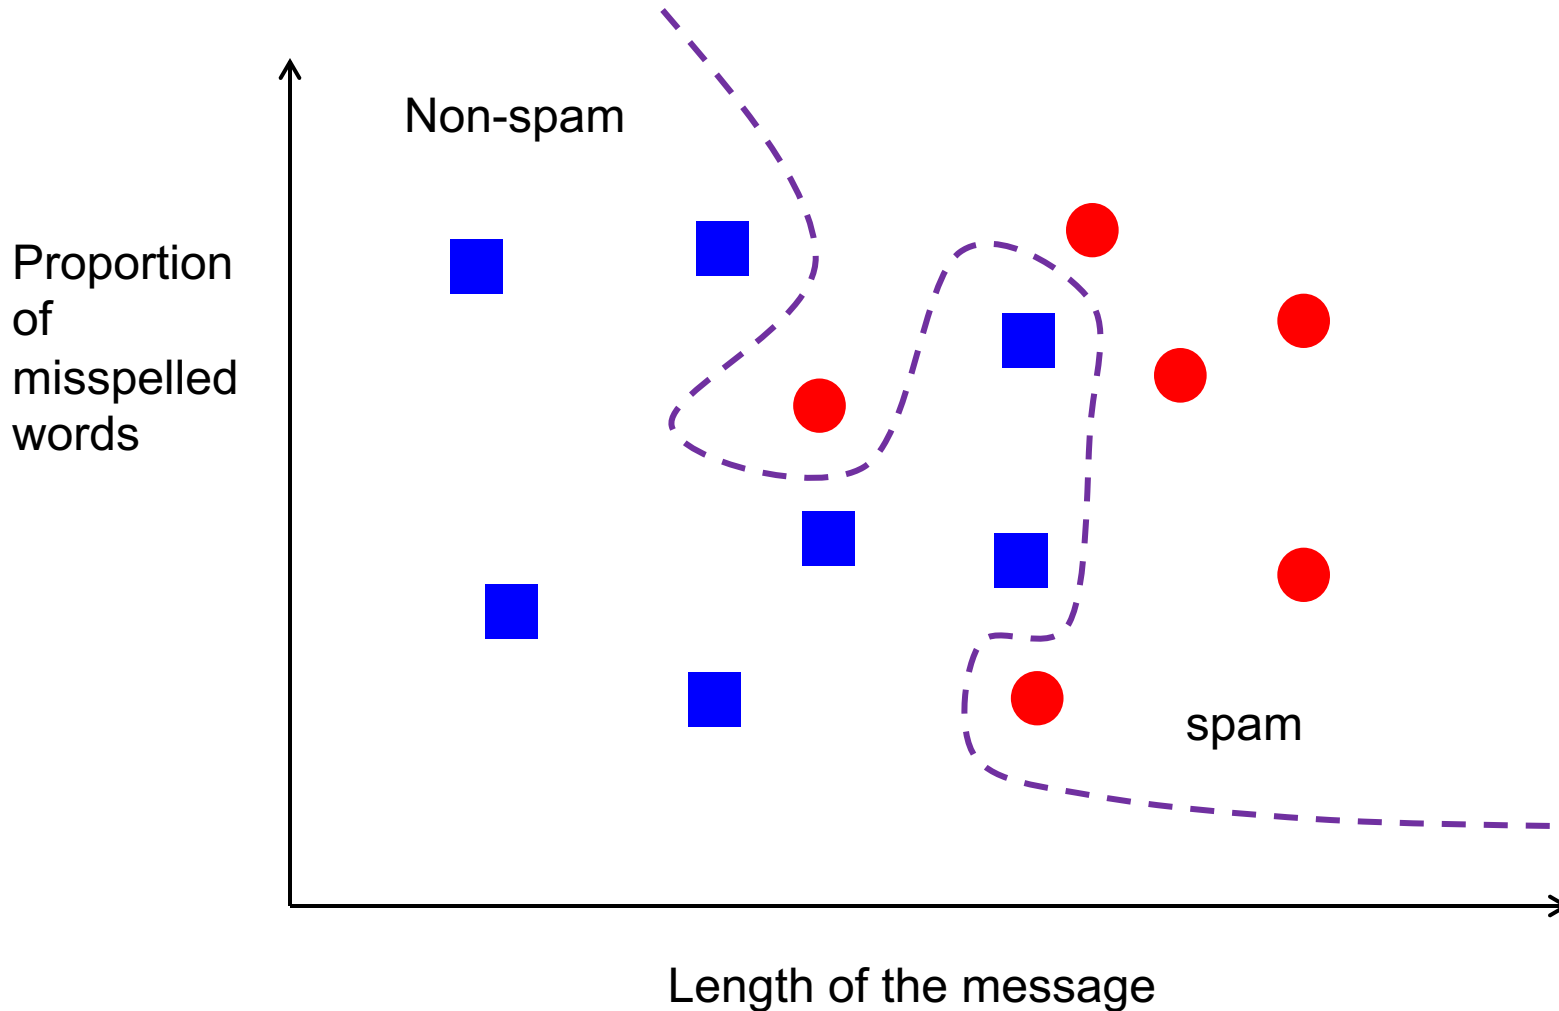 Non-spam
Proportion
of
misspelled
words
spam
Length of the message